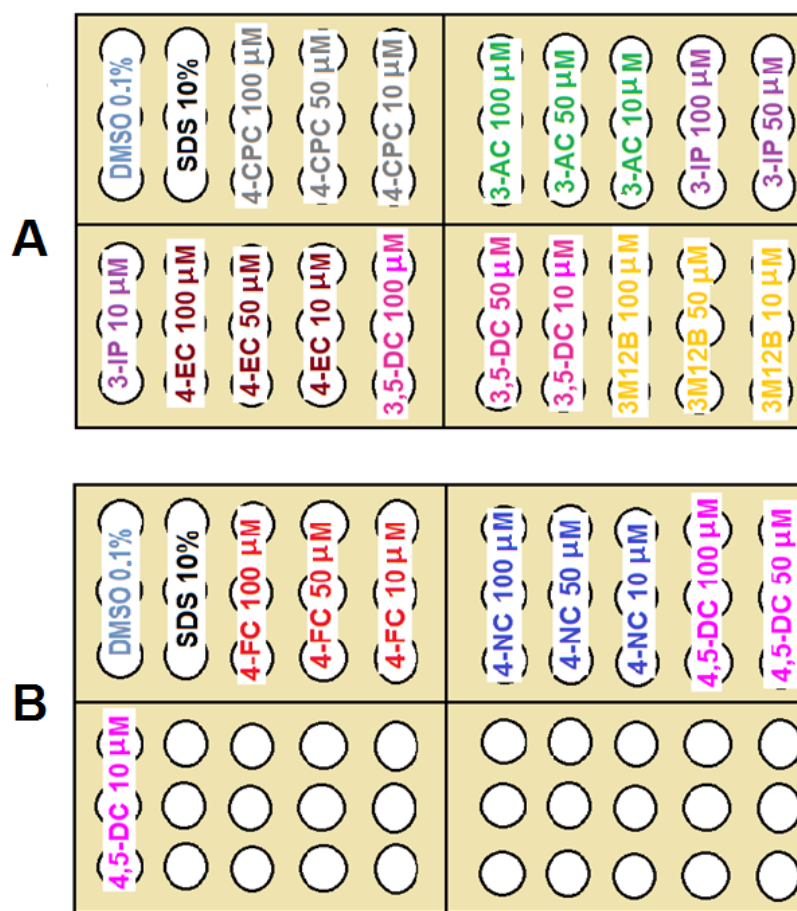 A
DMSO 0.1%
SDS 10%
4-CPC 100 µM
4-CPC 50 µM
4-CPC 10 µM
3-AC 100 µM
3-AC 50 µM
3-AC 10 µM
3-IP 100 µM
3-IP 50 µM
3-IP 10 µM
4-EC 100 µM
4-EC 50 µM
4-EC 10 µM
3,5-DC 100 µM
3,5-DC 50 µM
3,5-DC 10 µM
3M12B 100 µM
3M12B 50 µM
3M12B 10 µM
B
DMSO 0.1%
SDS 10%
4-FC 100 µM
4-FC 50 µM
4-FC 10 µM
4-NC 100 µM
4-NC 50 µM
4-NC 10 µM
4,5-DC 100 µM
4,5-DC 50 µM
4,5-DC 10 µM